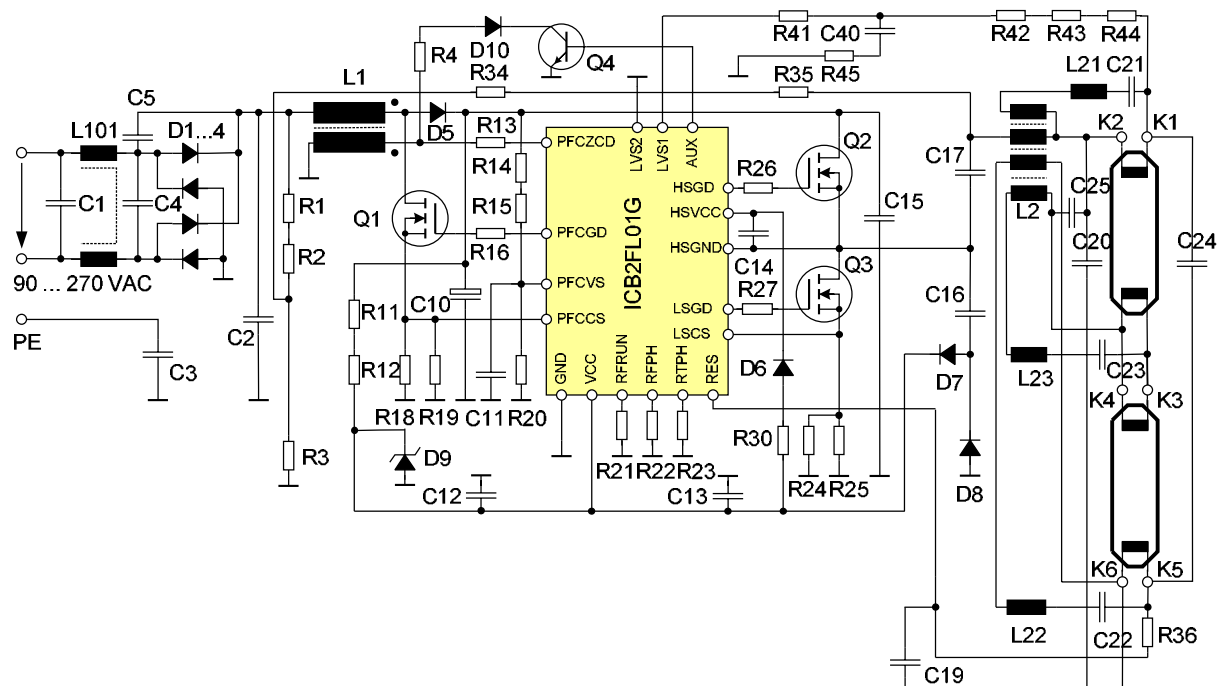 R41
C40
R42
R43
R44
R4
D10
Q4
R45
R34
R35
L21
C21
C5
L1
D5
R13
K2
K1
L101
D1...4
PFCZCD
LVS2
LVS1
AUX
Q2
R14
R26
C17
HSGD
C1
C4
R1
Q1
R15
HSVCC
C15
L2
C25
R16
PFCGD
HSGND
C20
C24
R2
ICB2FL01G
C14
Q3
90 ... 270 VAC
C10
PFCVS
R27
LSGD
C16
R11
PE
C2
PFCCS
LSCS
C3
R12
GND
VCC
RFRUN
RFPH
RTPH
RES
D6
D7
L23
C23
K4
K3
R18
R19
C11
R20
R3
D9
R21
R22
R23
R30
R24
R25
D8
C12
C13
K6
K5
L22
C22
R36
C19